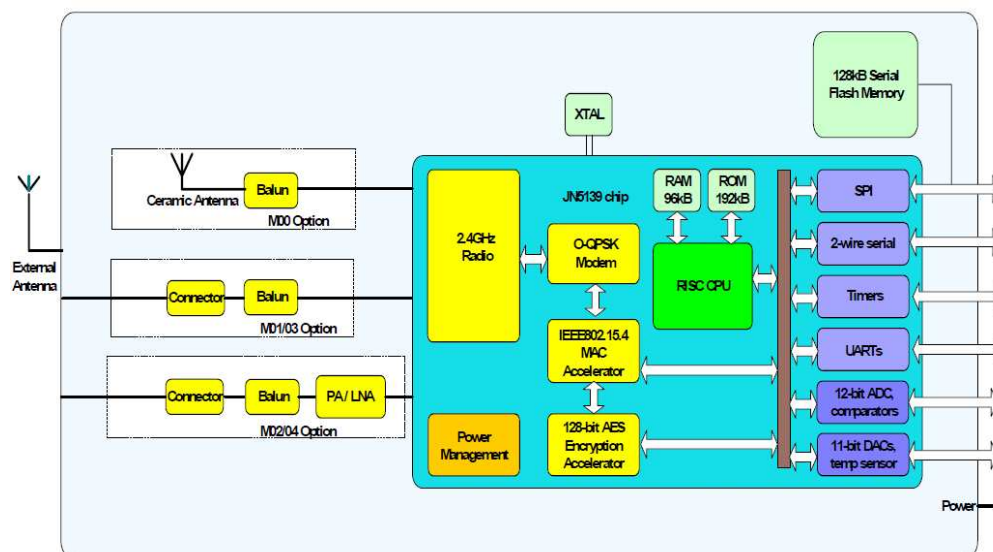 128kB Serial
Flash Memory
XTAL
Ceramic Antenna
Balun
M00 Option
External
Antenna
Connector
Balun
M01/03 Option
Connector
Balun
PA / LNA
M02/04 Option
JN5139 chip
2.4GHz
Radio
O-QPSK
Modem
IEEE802.15.4
MAC
Accelerator
128-bit AES
Encryption
Accelerator
Power
Management
RAM
96kB
ROM
192kB
RISC CPU
SPI
2-wire serial
Timers
UARTs
12-bit ADC,
comparators
11-bit DACs,
temp sensor
Power